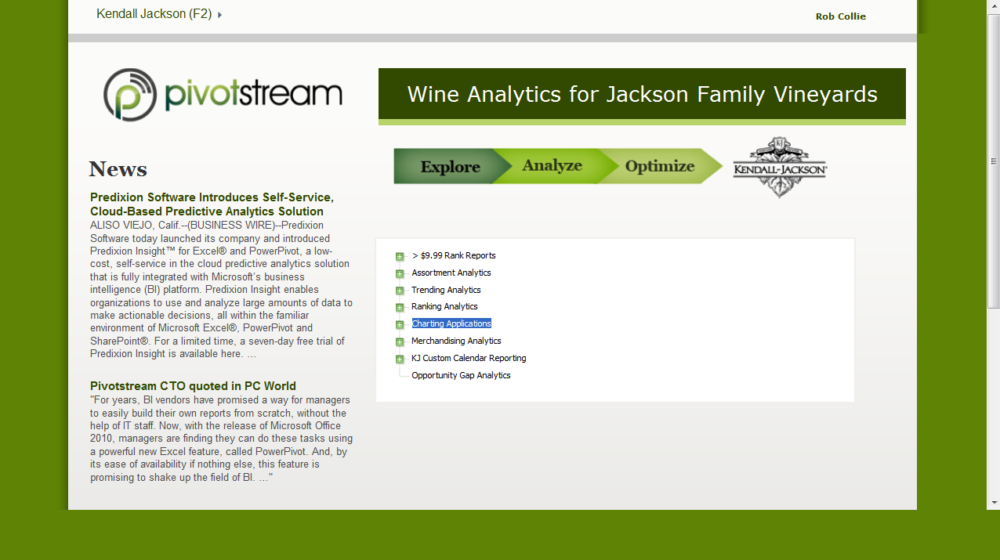 Kendall Jackson (F2)
Rob Collie
pivotstream
Wine Analytics for Jackson Family Vineyards
Explore
Analyze
Optimize
KJ
KENDALL-JACKSON®
News
Predixion Software Introduces Self-Service,
Cloud-Based Predictive Analytics Solution
ALISO VIEJO, Calif.--(BUSINESS WIRE)--Predixion
Software today launched its company and introduced
Predixion Insight™ for Excel® and PowerPivot, a low-
cost, self-service in the cloud predictive analytics solution
that is fully integrated with Microsoft's business
intelligence (BI) platform. Predixion Insight enables
organizations to use and analyze large amounts of data to
make actionable decisions, all within the familiar
environment of Microsoft Excel®, PowerPivot and
SharePoint®. For a limited time, a seven-day free trial of
Predixion Insight is available here. ...
Pivotstream CTO quoted in PC World
"For years, BI vendors have promised a way for managers
to easily build their own reports from scratch, without the
help of IT staff. Now, with the release of Microsoft Office
2010, managers are finding they can do these tasks using
a powerful new Excel feature, called PowerPivot. And, by
its ease of availability if nothing else, this feature is
promising to shake up the field of BI. ..."
> $9.99 Rank Reports
Assortment Analytics
Trending Analytics
Ranking Analytics
Charting Applications
Merchandising Analytics
KJ Custom Calendar Reporting
Opportunity Gap Analytics